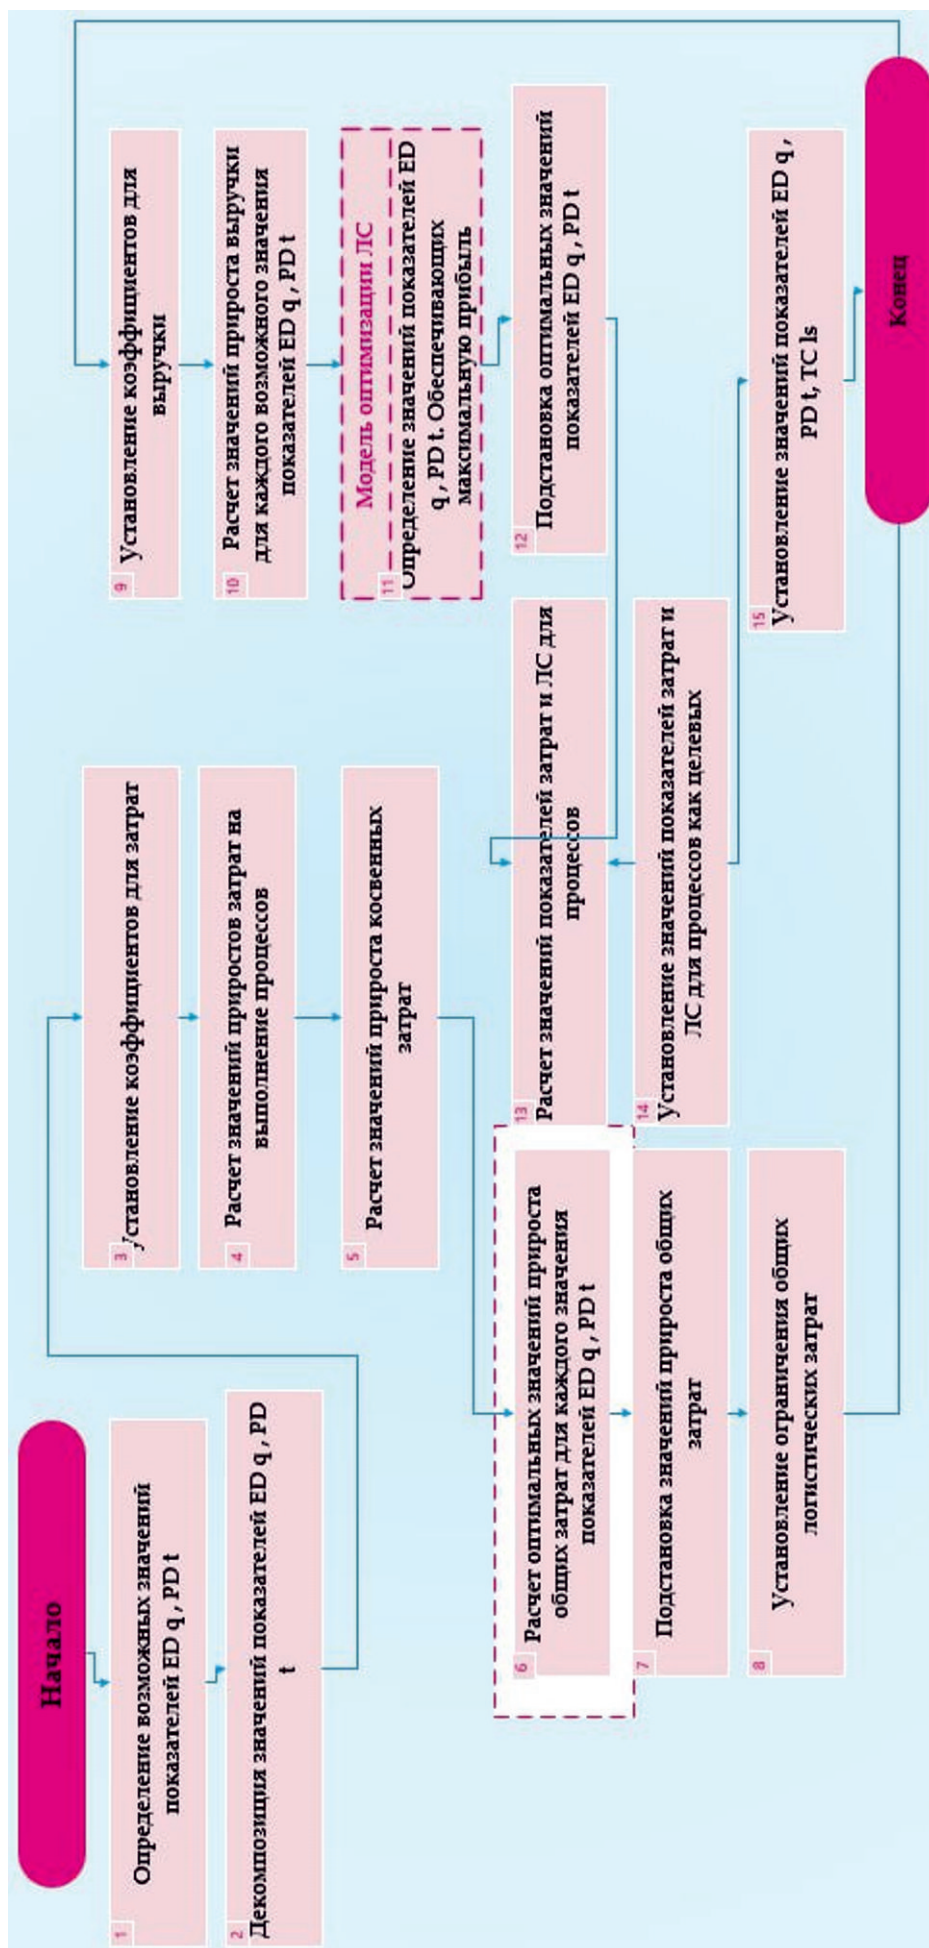 Начало
1
Определение возможных значений
показателей ED q , PD t
2
Декомпозиция значений показателей ED q , PD
t
3
Установление коэффициентов для затрат
4
Расчет значений приростов затрат на
выполнение процессов
5
Расчет значений прироста косвенных
затрат
6
Расчет оптимальных значений прироста
общих затрат для каждого значения
показателей ED q , PD t
7
Подстановка значений прироста общих
затрат
8
Установление ограничения общих
логистических затрат
9
Установление коэффициентов для
выручки
10
Расчет значений прироста выручки
для каждого возможного значения
показателей ED q , PD t
Модель оптимизации ЛС
11
Определение значений показателей ED
q , PD t. Обеспечивающих
максимальную прибыль
12
Подстановка оптимальных значений
показателей ED q , PD t
13
Расчет значений показателей затрат и ЛС для
процессов
14
Установление значений показателей затрат и
ЛС для процессов как целевых
15
Установление значений показателей ED q ,
PD t, TC ls
Конец